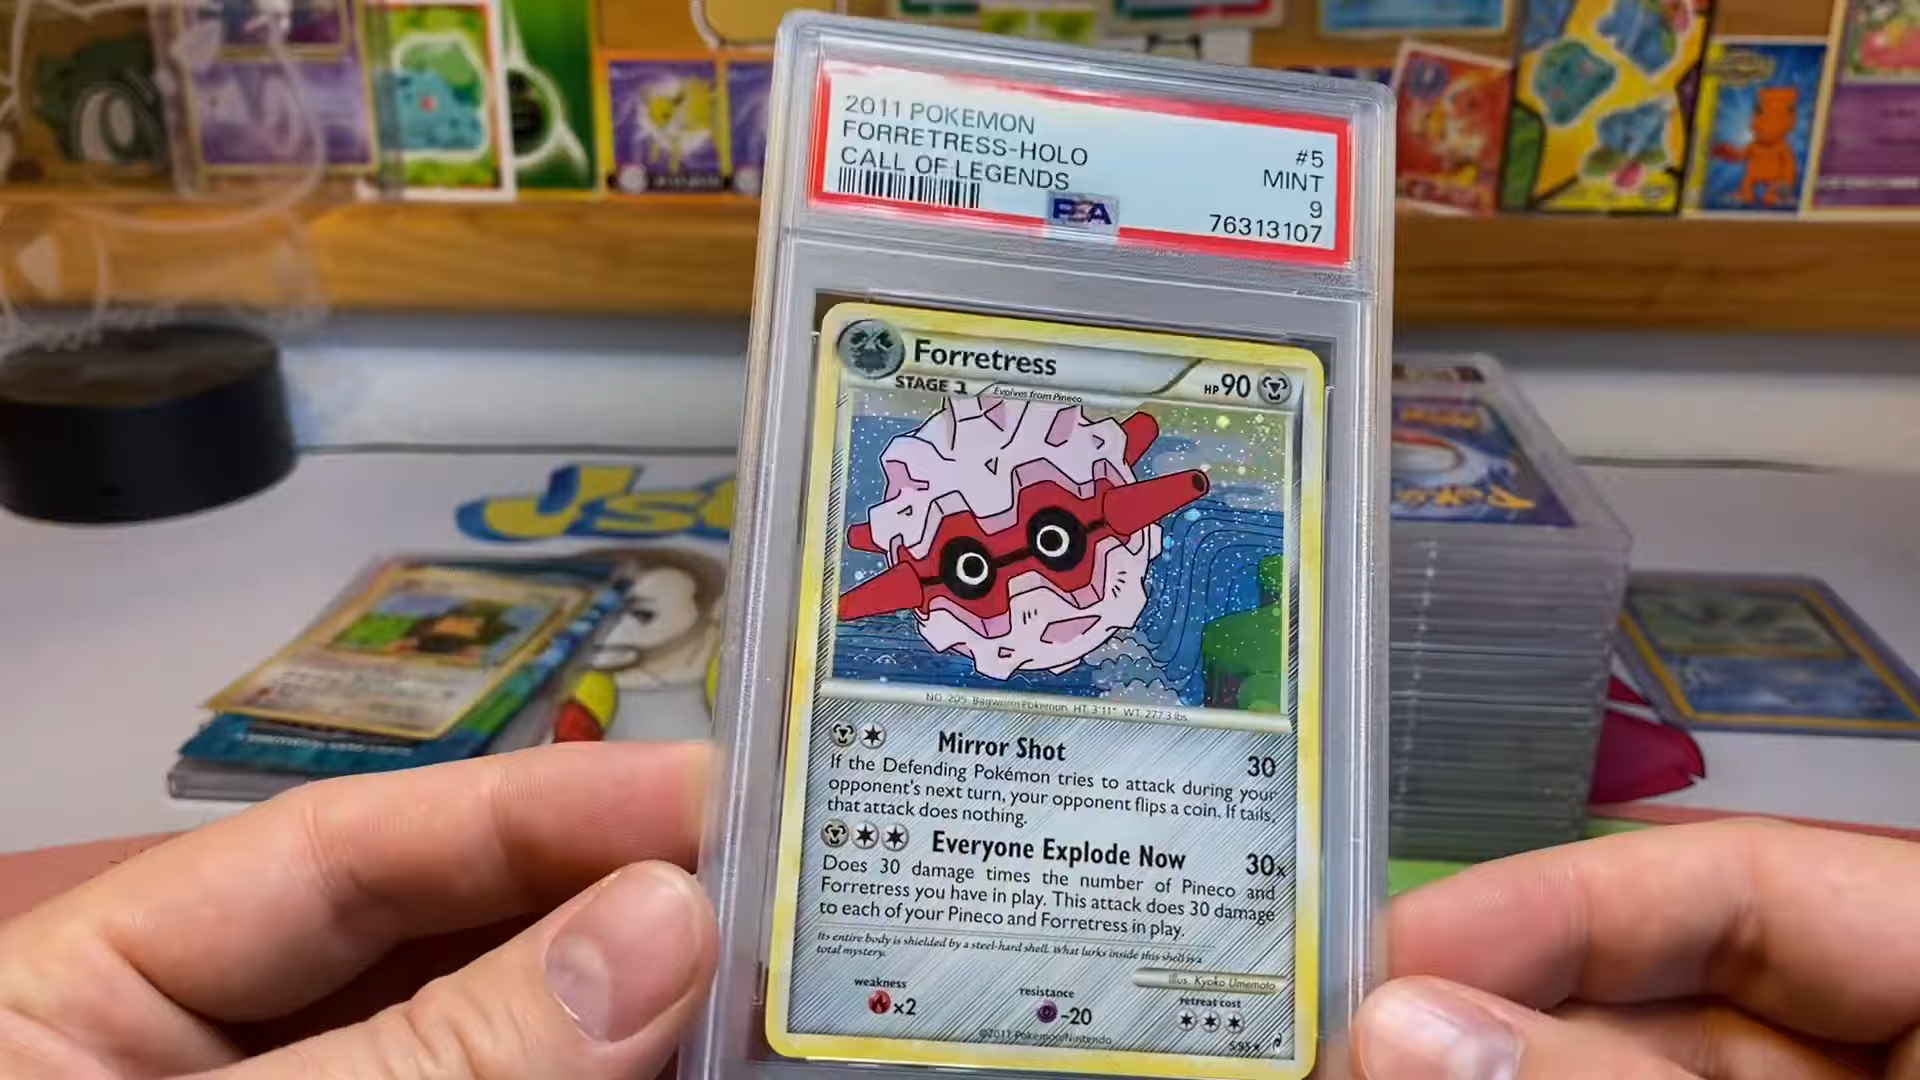 2011 POKEMON
FORRETRESS-HOLO
CALL OF LEGENDS
#5
MINT
9
76313107
PSA
Forretress
STAGE 1
Evolves from Pineco
HP 90
NO. 205 Bagworm Pokémon HT: 3'11" WT: 277.3 lbs.
Mirror Shot 30
If the Defending Pokémon tries to attack during your
opponent's next turn, your opponent flips a coin. If tails,
that attack does nothing.
Everyone Explode Now 30x
Does 30 damage times the number of Pineco and
Forretress you have in play. This attack does 30 damage
to each of your Pineco and Forretress in play.
Its entire body is shielded by a steel-hard shell. What lurks inside this shell is a
total mystery.
Illus. Kyoko Umemoto
weakness
x2
resistance
-20
retreat cost
©2011 Pokémon/Nintendo
5/95